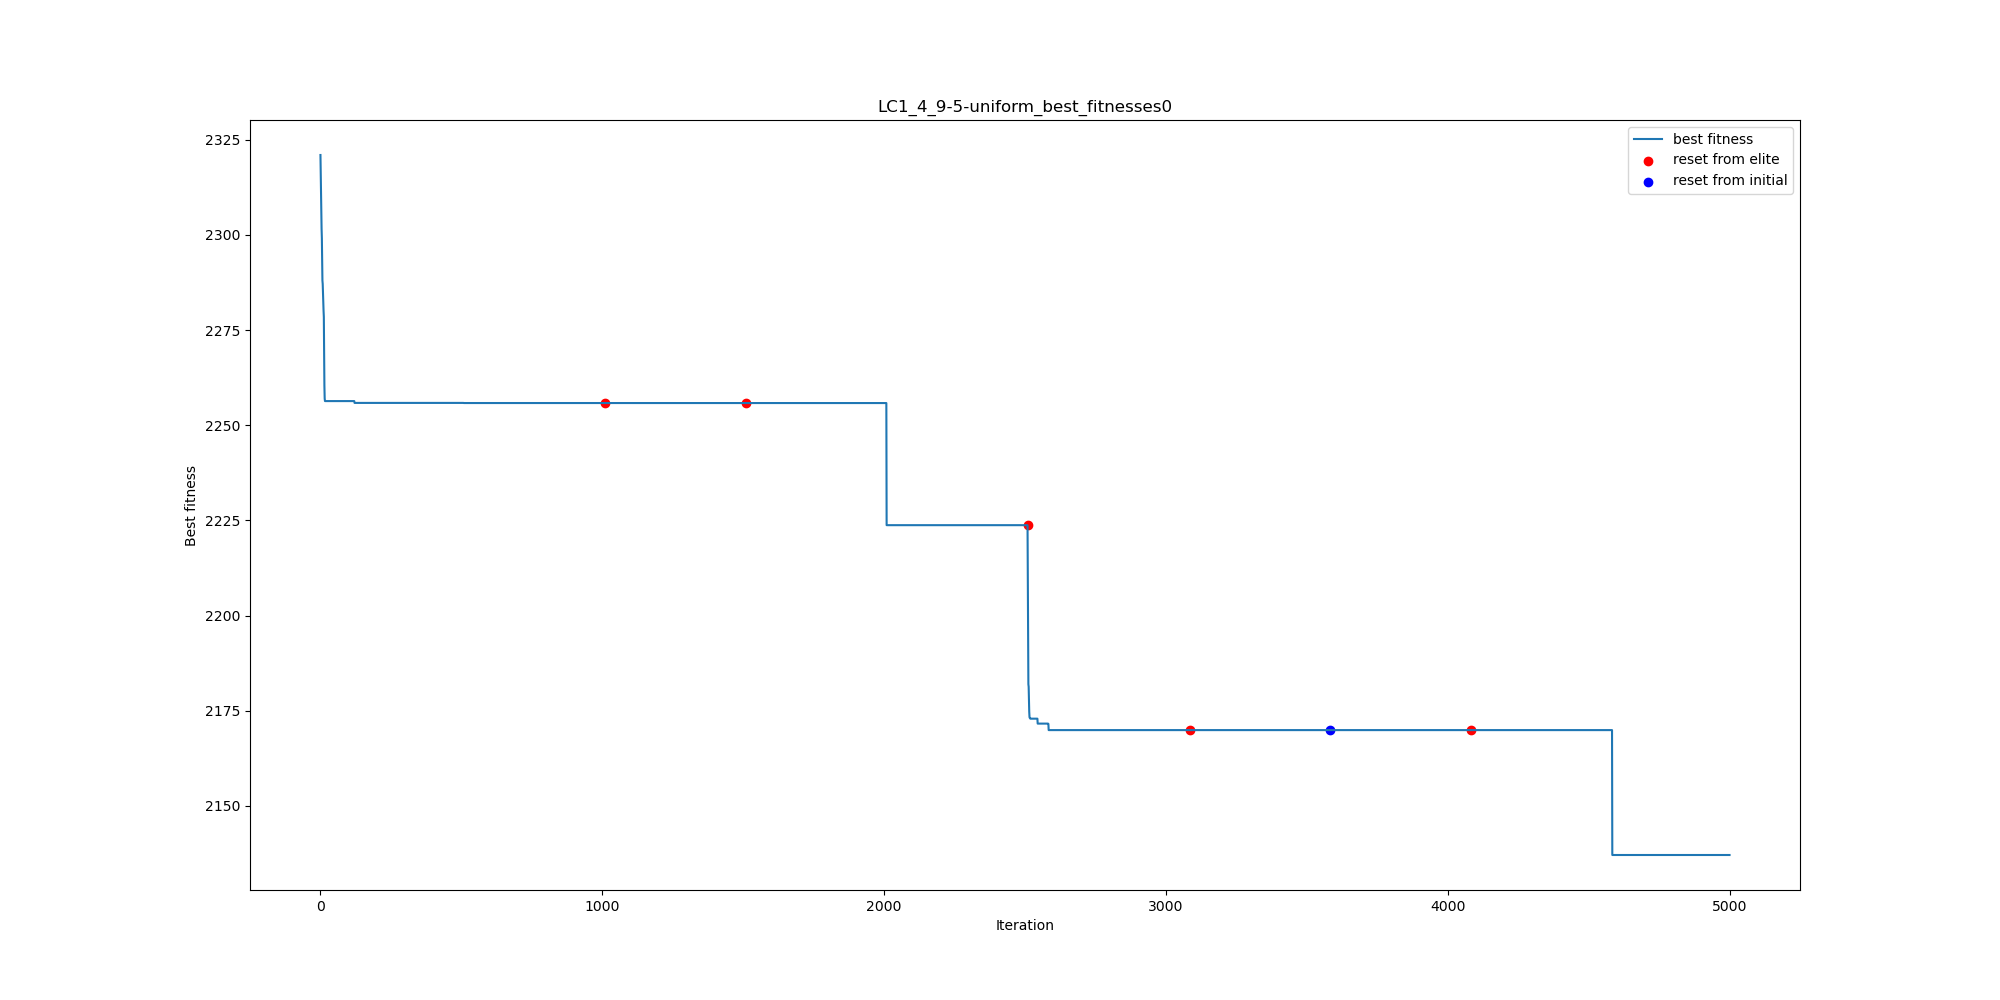 LC1_4_9-5-uniform_best_fitnesses0
best fitness
reset from elite
reset from initial
2325
2300
2275
2250
2225
2200
2175
2150
Best fitness
0 1000 2000 3000 4000 5000
Iteration